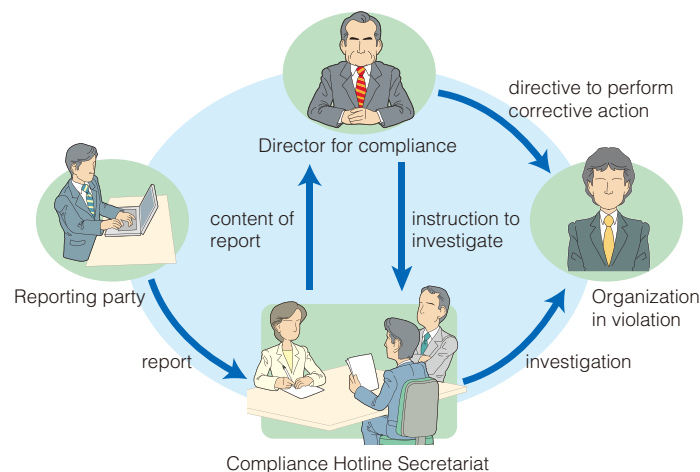 directive to perform
corrective action
Director for compliance
content of
report
instruction to
investigate
Reporting party
Organization
in violation
report
investigation
Compliance Hotline Secretariat